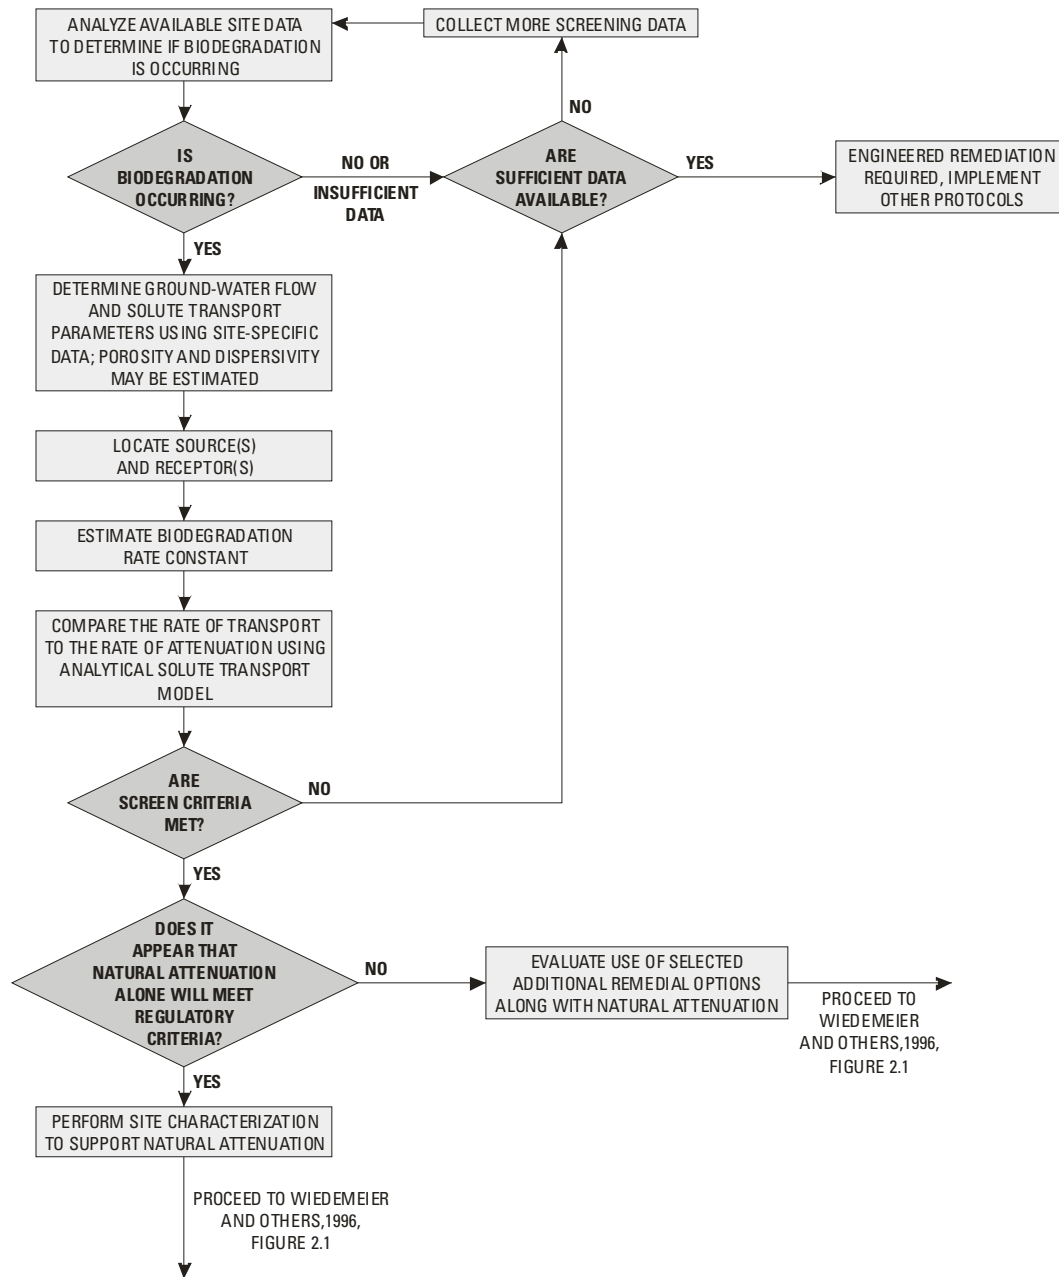 ANALYZE AVAILABLE SITE DATA
TO DETERMINE IF BIODEGRADATION
IS OCCURRING
COLLECT MORE SCREENING DATA
NO
IS
BIODEGRADATION
OCCURRING?
NO OR
INSUFFICIENT
DATA
ARE
SUFFICIENT DATA
AVAILABLE?
YES
ENGINEERED REMEDIATION
REQUIRED, IMPLEMENT
OTHER PROTOCOLS
YES
DETERMINE GROUND-WATER FLOW
AND SOLUTE TRANSPORT
PARAMETERS USING SITE-SPECIFIC
DATA; POROSITY AND DISPERSIVITY
MAY BE ESTIMATED
LOCATE SOURCE(S)
AND RECEPTOR(S)
ESTIMATE BIODEGRADATION
RATE CONSTANT
COMPARE THE RATE OF TRANSPORT
TO THE RATE OF ATTENUATION USING
ANALYTICAL SOLUTE TRANSPORT
MODEL
ARE
SCREEN CRITERIA
MET?
NO
YES
DOES IT
APPEAR THAT
NATURAL ATTENUATION
ALONE WILL MEET
REGULATORY
CRITERIA?
NO
EVALUATE USE OF SELECTED
ADDITIONAL REMEDIAL OPTIONS
ALONG WITH NATURAL ATTENUATION
PROCEED TO
WIEDEMEIER
AND OTHERS,1996,
FIGURE 2.1
YES
PERFORM SITE CHARACTERIZATION
TO SUPPORT NATURAL ATTENUATION
PROCEED TO WIEDEMEIER
AND OTHERS,1996,
FIGURE 2.1